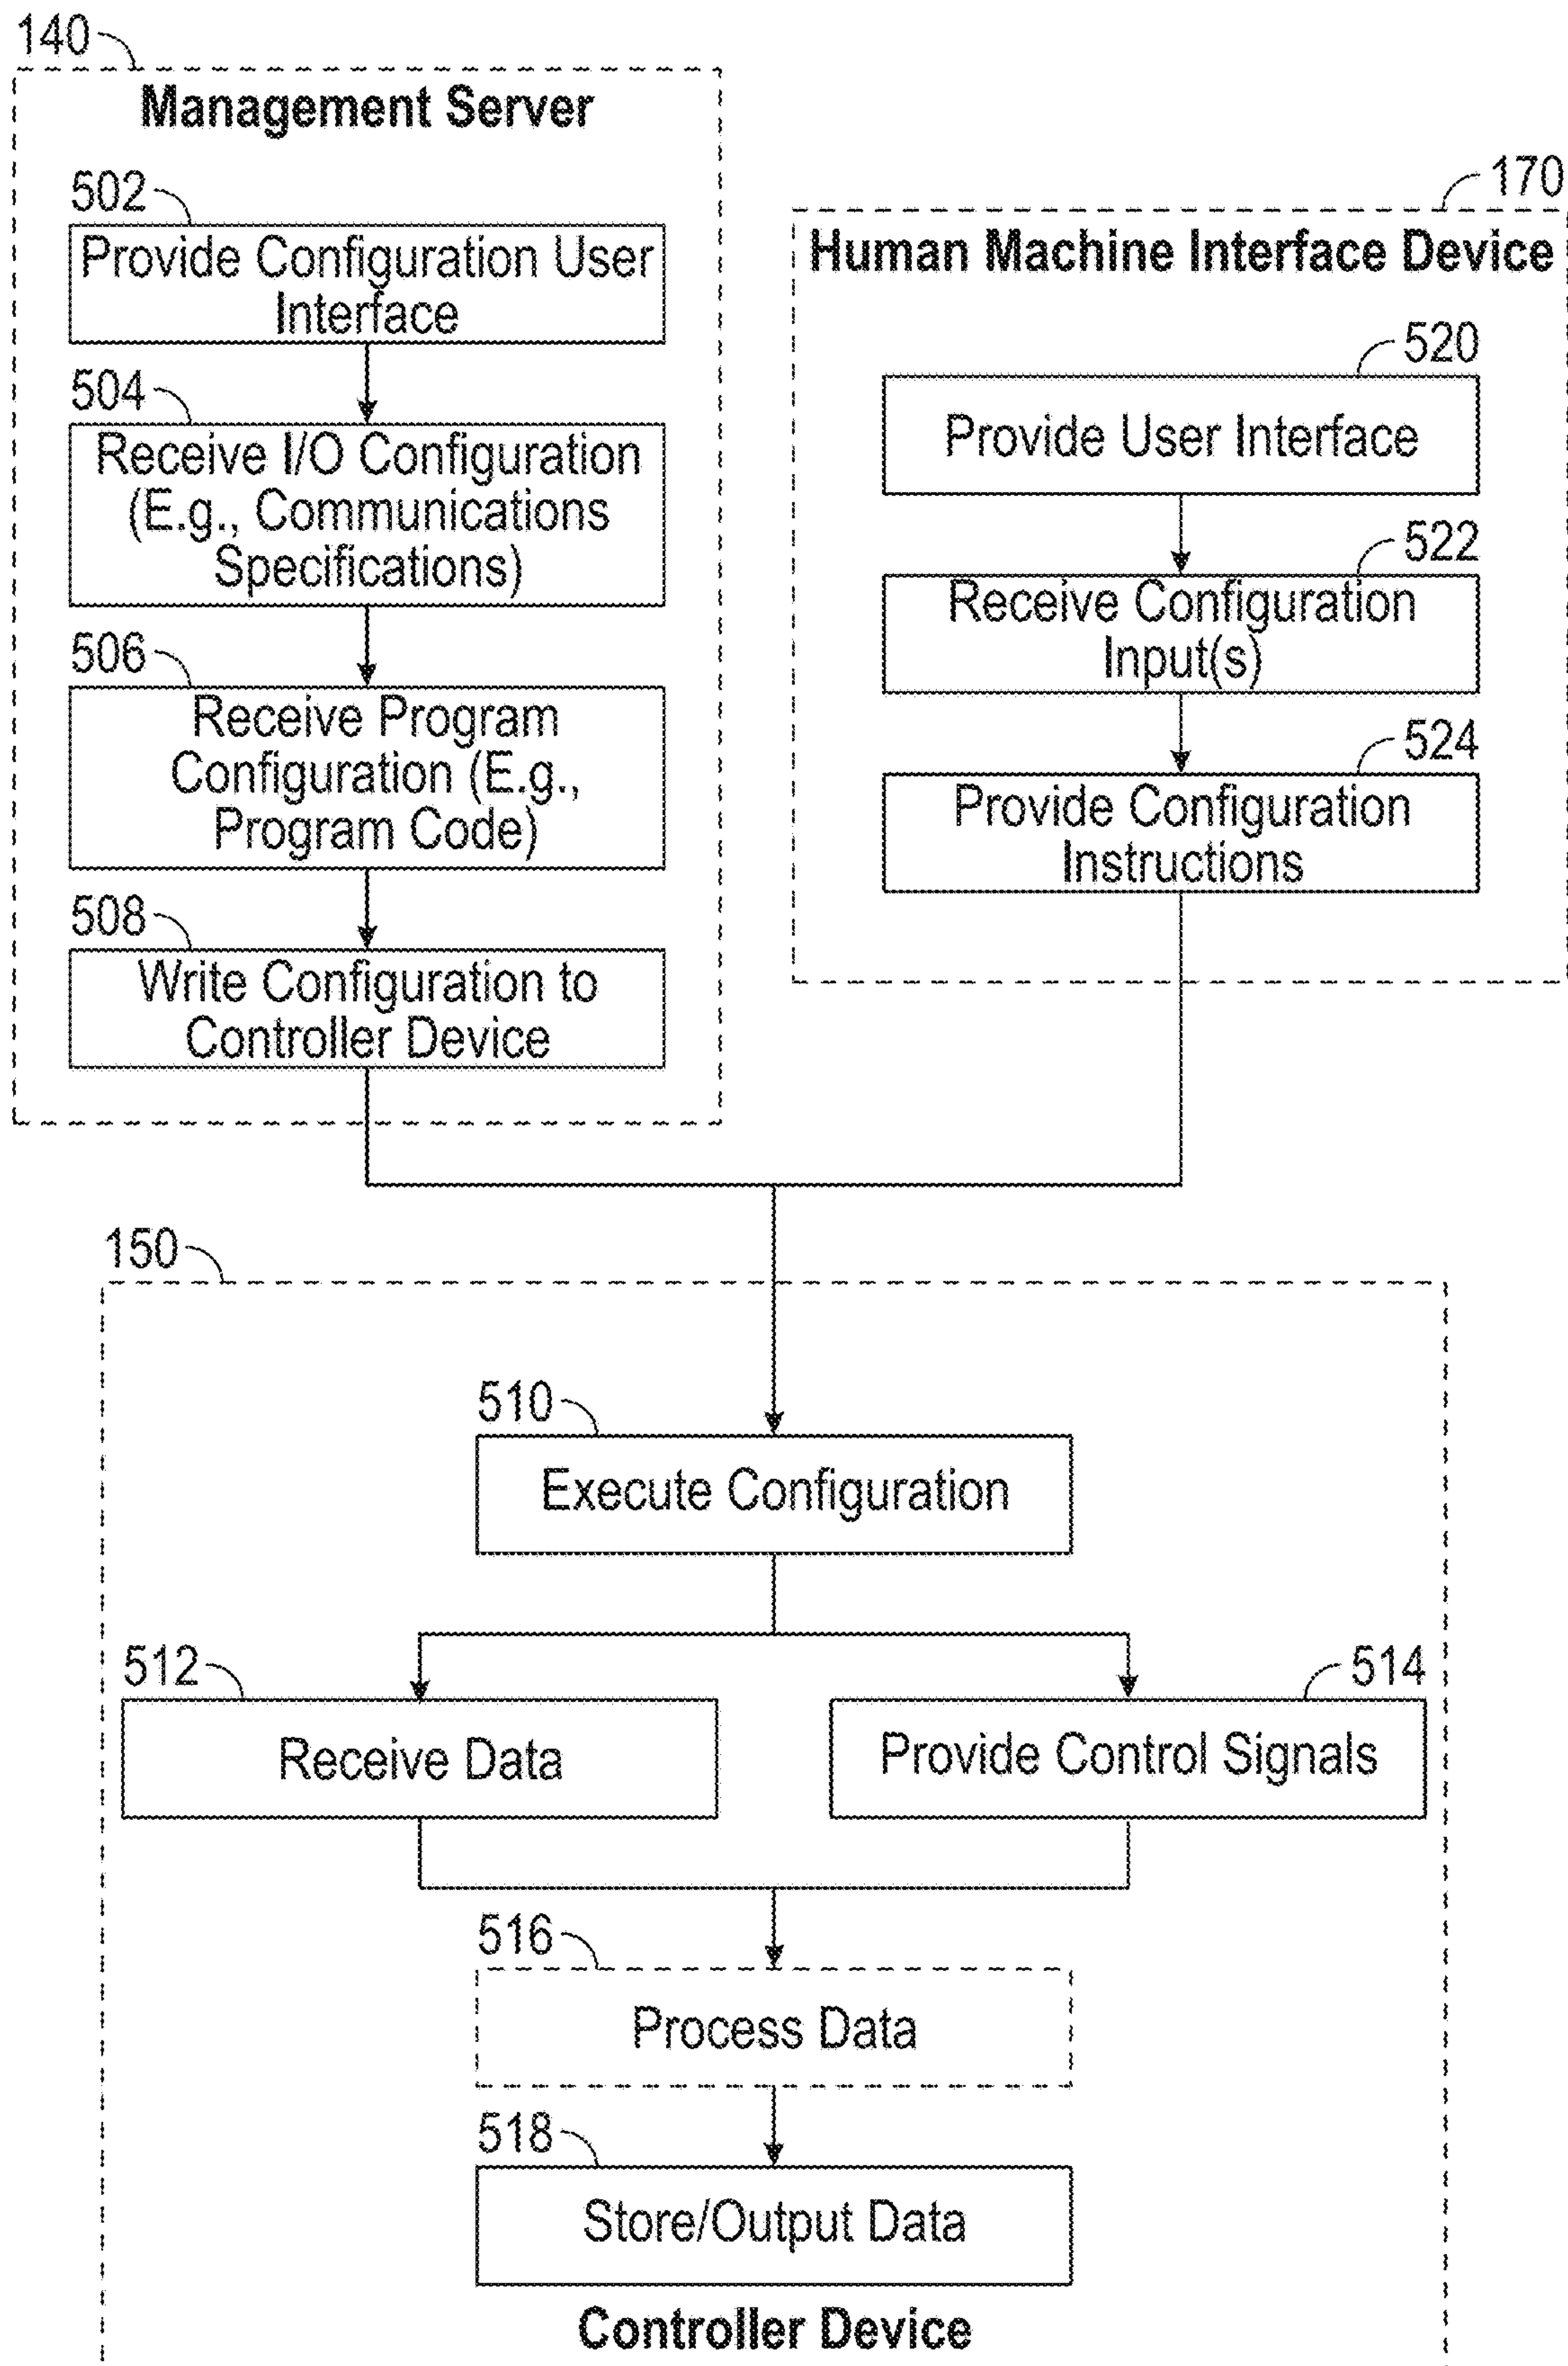 140
Management Server
502
Provide Configuration User
Interface
504
Receive I/O Configuration
(E.g., Communications
Specifications)
506
Receive Program
Configuration (E.g.,
Program Code)
508
Write Configuration to
Controller Device
170
Human Machine Interface Device
520
Provide User Interface
522
Receive Configuration
Input(s)
524
Provide Configuration
Instructions
150
510
Execute Configuration
512
Receive Data
514
Provide Control Signals
516
Process Data
518
Store/Output Data
Controller Device